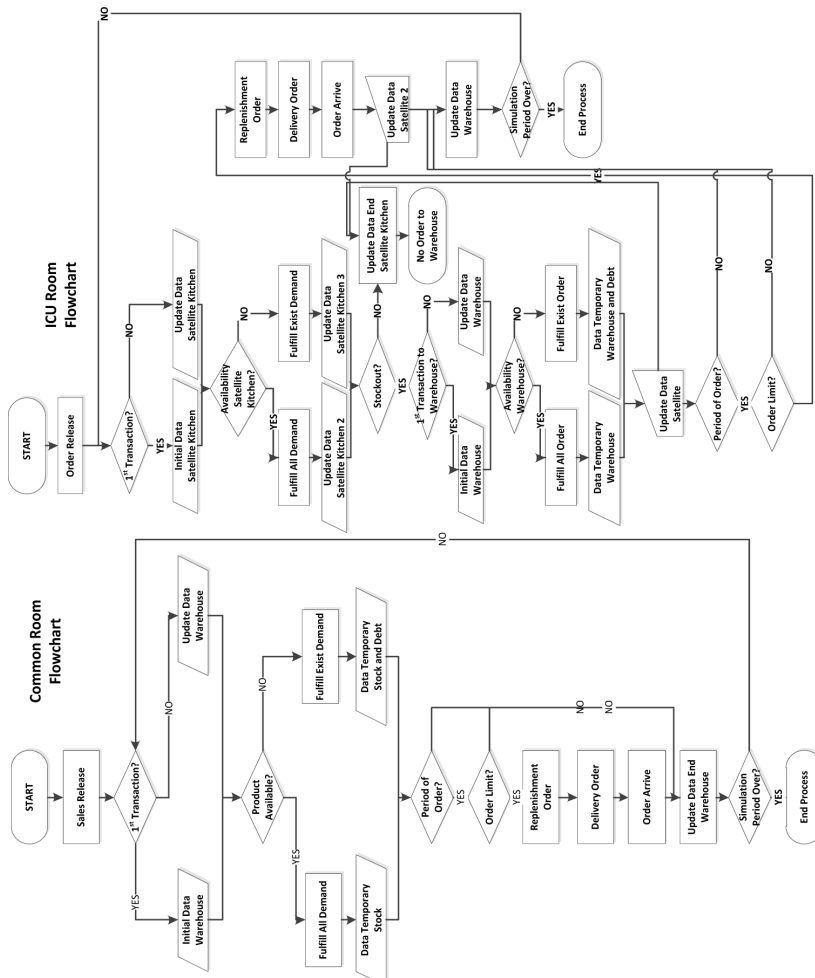 Common Room
Flowchart
START
Sales Release
1st Transaction?
YES
NO
Initial Data
Warehouse
Update Data
Warehouse
Product
Available?
YES
NO
Fulfill All Demand
Fulfill Exist Demand
Data Temporary
Stock
Data Temporary
Stock and Debt
Period of
Order?
YES
NO
Order Limit?
YES
NO
Replenishment
Order
Delivery Order
Order Arrive
Update Data End
Warehouse
Simulation
Period Over?
NO
YES
End Process
ICU Room
Flowchart
START
Order Release
1st Transaction?
YES
NO
Initial Data
Satellite Kitchen
Update Data
Satellite Kitchen
Availability
Satellite
Kitchen?
YES
NO
Fulfill All Demand
Fulfill Exist Demand
Update Data
Satellite Kitchen 2
Update Data
Satellite Kitchen 3
Stockout?
NO
YES
Update Data End
Satellite Kitchen
No Order to
Warehouse
1st Transaction to
Warehouse?
YES
NO
Initial Data
Warehouse
Update Data
Warehouse
Availability
Warehouse?
YES
NO
Fulfill All Order
Fulfill Exist Order
Data Temporary
Warehouse
Data Temporary
Warehouse and Debt
Update Data
Satellite
Period of Order?
YES
NO
Order Limit?
YES
NO
Replenishment
Order
Delivery Order
Order Arrive
Update Data
Satellite 2
Update Data
Warehouse
Simulation
Period Over?
NO
YES
End Process